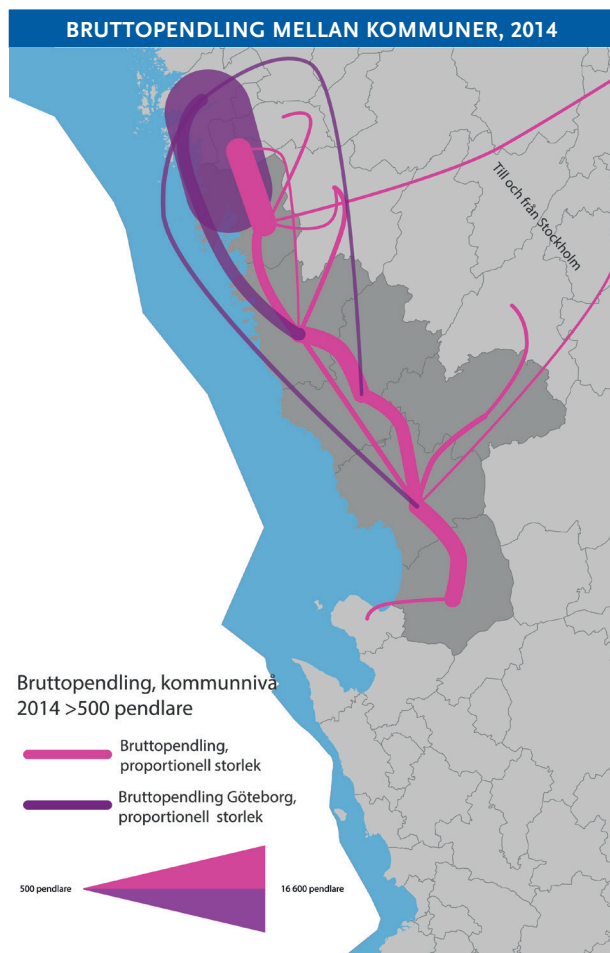 BRUTTOPENDLING MELLAN KOMMUNER, 2014
Till och från Stockholm
Bruttopendling, kommunnivå
2014 >500 pendlare
Bruttopendling,
proportionell storlek
Bruttopendling Göteborg,
proportionell storlek
500 pendlare
16 600 pendlare